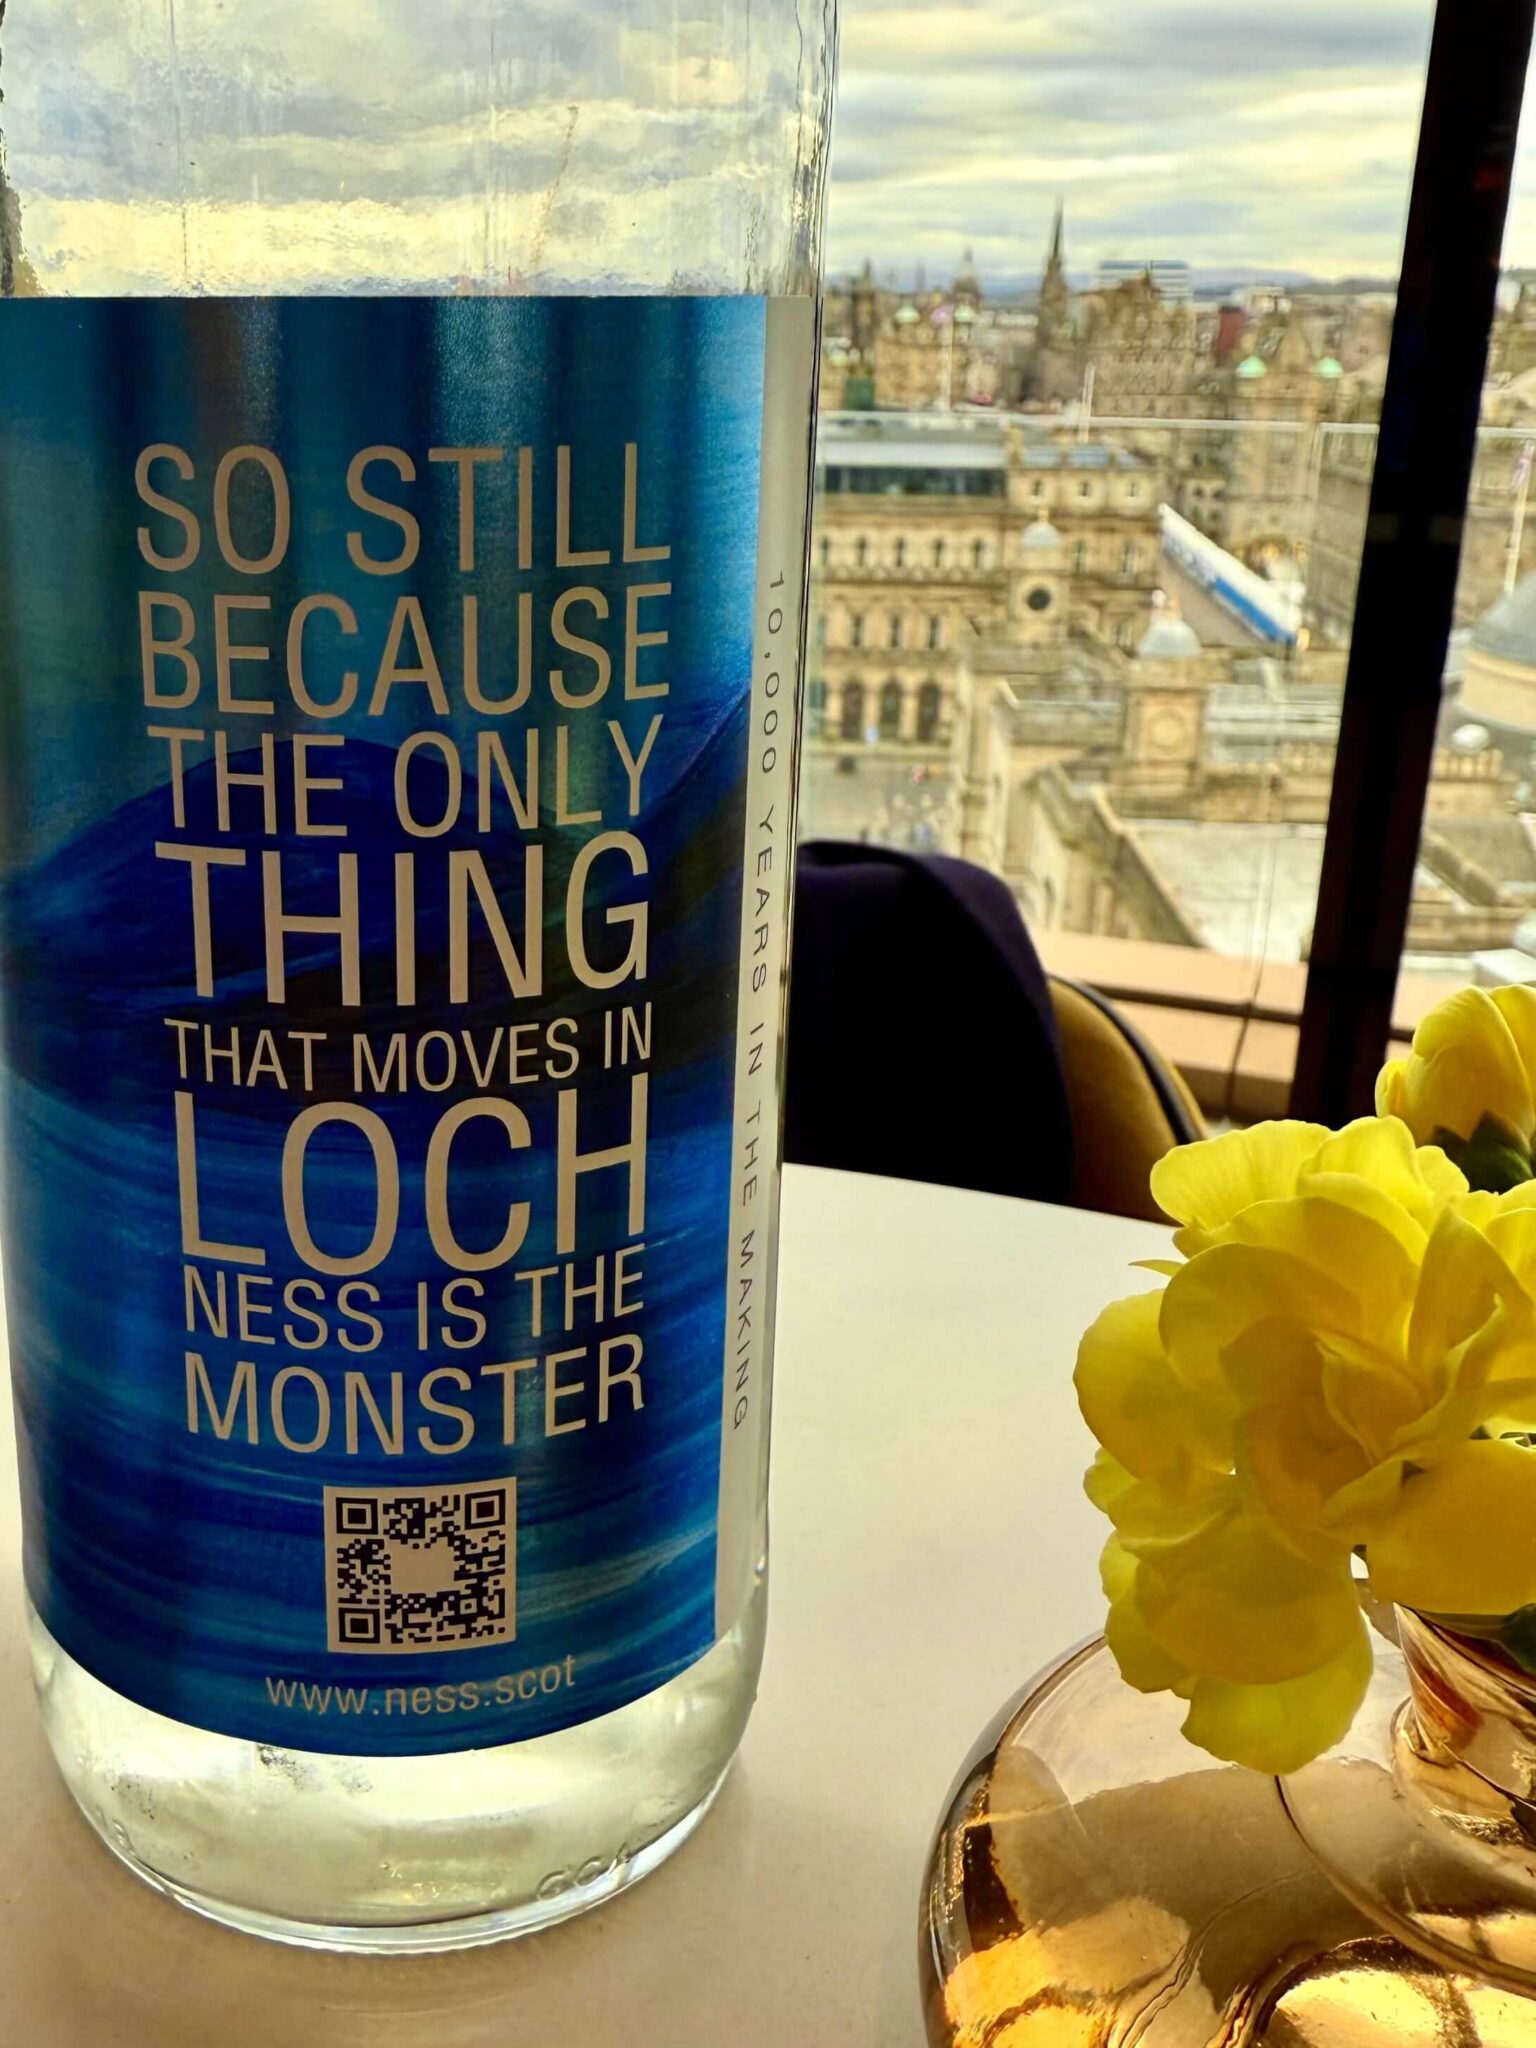 SO STILL
BECAUSE
THE ONLY
THING
THAT MOVES IN
LOCH
NESS IS THE
MONSTER
www.ness.scot
10,000 YEARS IN THE MAKING